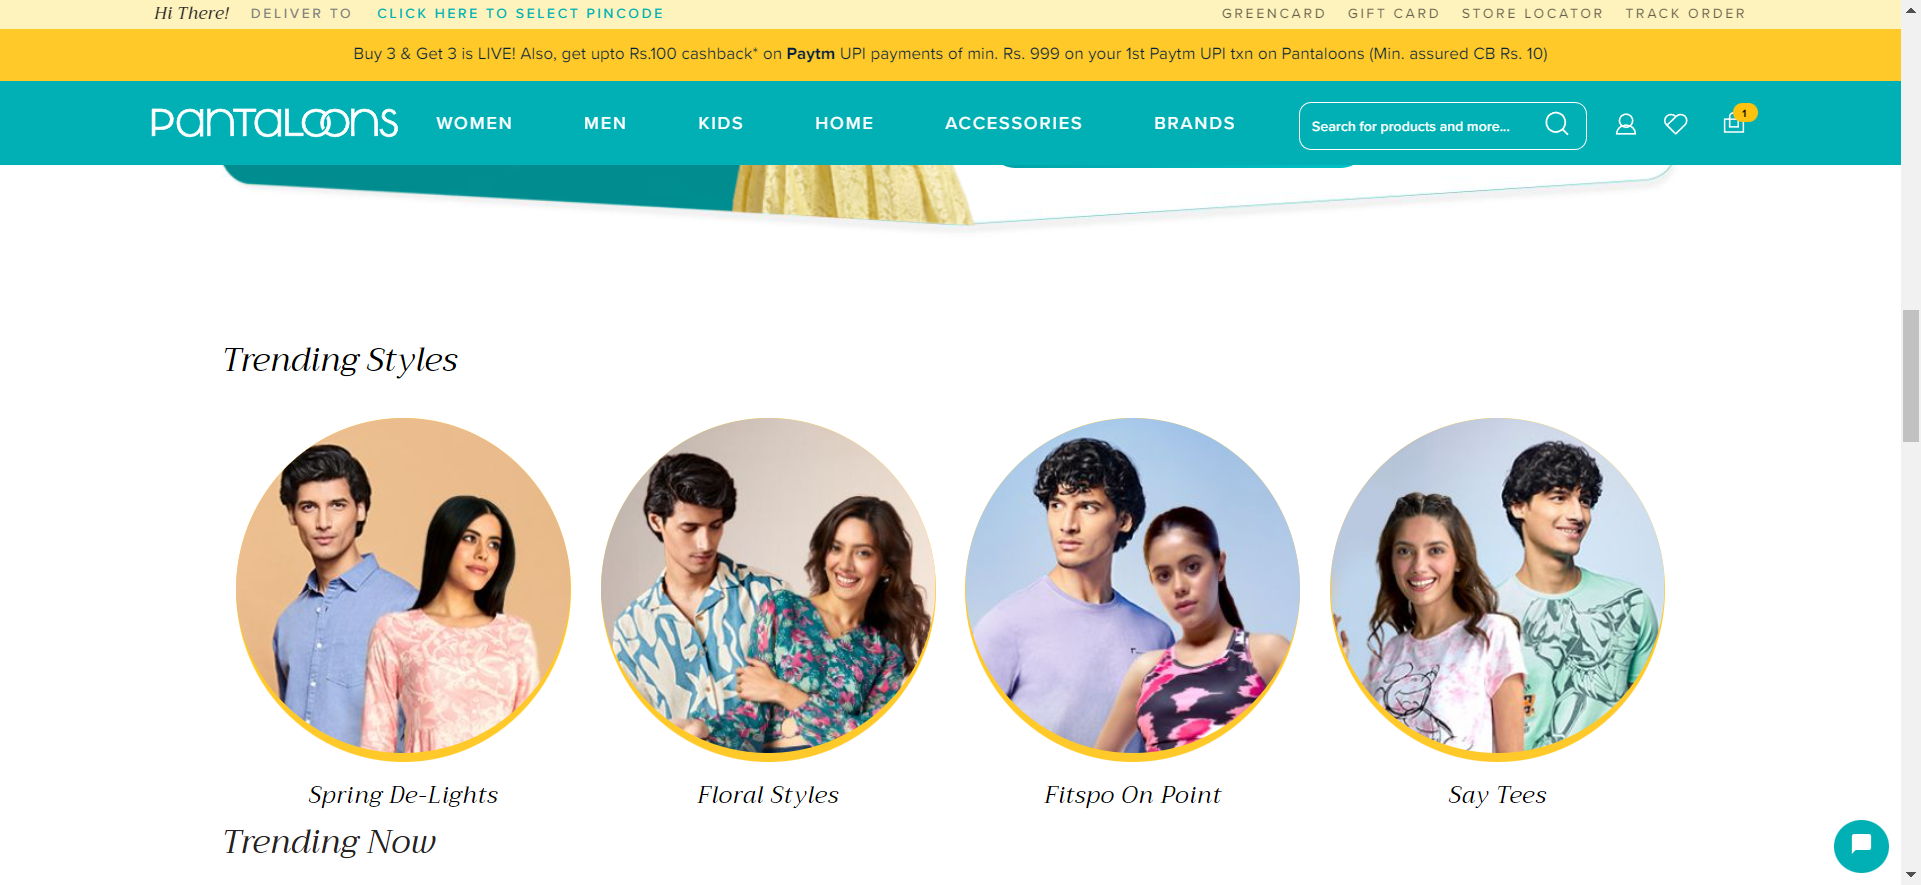 Hi There! DELIVER TO CLICK HERE TO SELECT PINCODE GREENCARD GIFT CARD STORE LOCATOR TRACK ORDER
Buy 3 & Get 3 is LIVE! Also, get upto Rs.100 cashback* on Paytm UPI payments of min. Rs. 999 on your 1st Paytm UPI txn on Pantaloons (Min. assured CB Rs. 10)
PANTALOONS WOMEN MEN KIDS HOME ACCESSORIES BRANDS Search for products and more... 1
Trending Styles
Spring De-Lights Floral Styles Fitspo On Point Say Tees
Trending Now